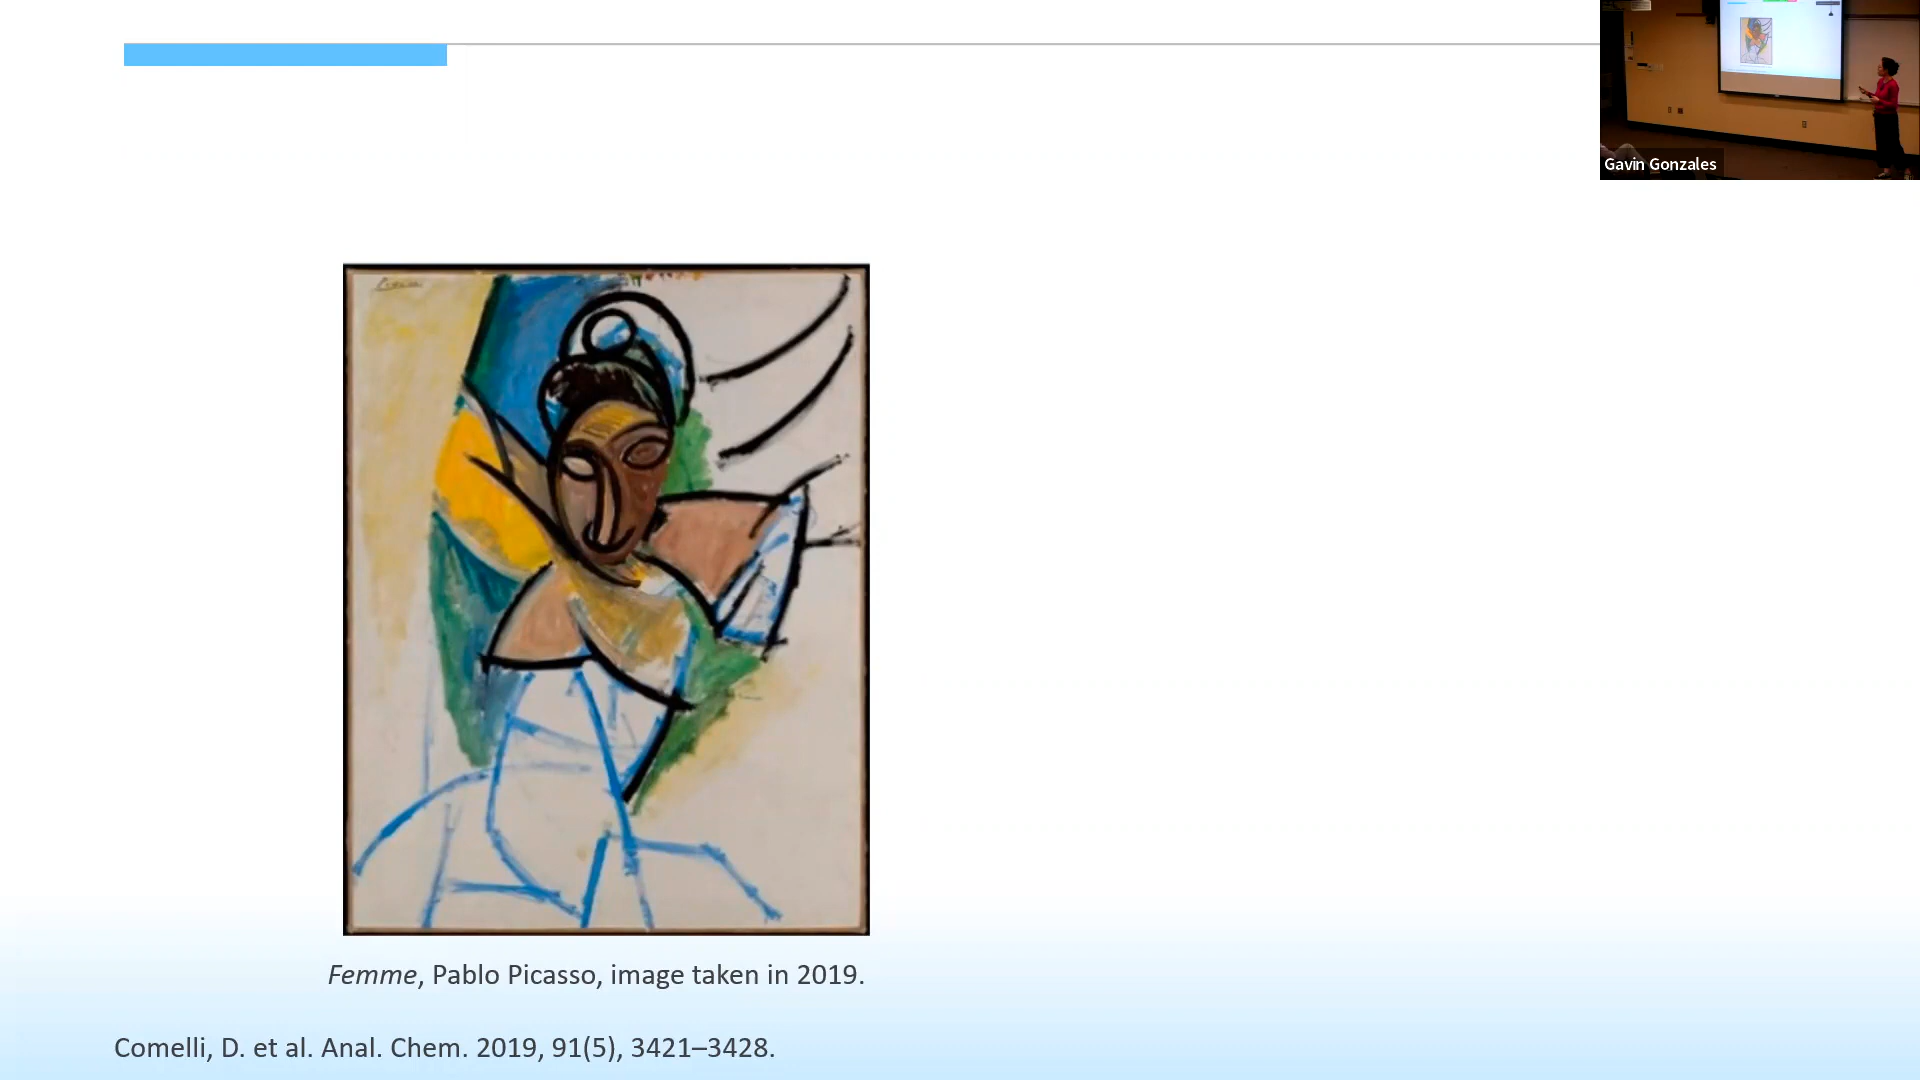 Gavin Gonzales
Femme, Pablo Picasso, image taken in 2019.
Comelli, D. et al. Anal. Chem. 2019, 91(5), 3421–3428.